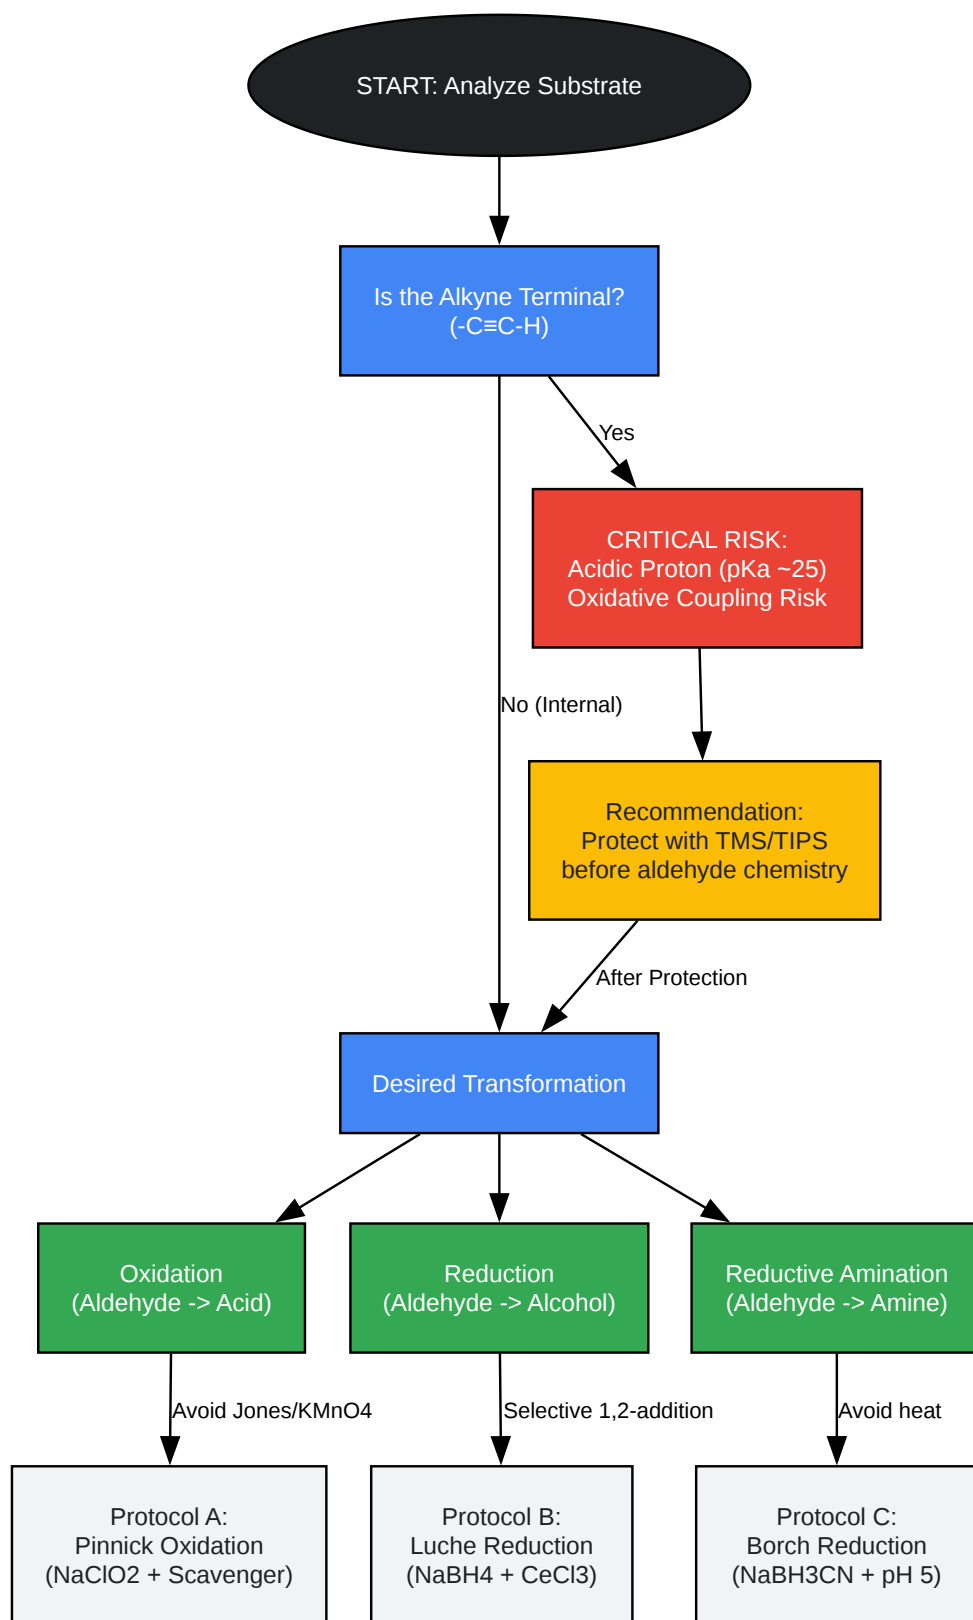 START: Analyze Substrate
Is the Alkyne Terminal?
(-C≡C-H)
Yes
CRITICAL RISK:
Acidic Proton (pKa ~25)
Oxidative Coupling Risk
No (Internal)
Recommendation:
Protect with TMS/TIPS
before aldehyde chemistry
After Protection
Desired Transformation
Oxidation
(Aldehyde -> Acid)
Reduction
(Aldehyde -> Alcohol)
Reductive Amination
(Aldehyde -> Amine)
Avoid Jones/KMnO4
Selective 1,2-addition
Avoid heat
Protocol A:
Pinnick Oxidation
(NaClO2 + Scavenger)
Protocol B:
Luche Reduction
(NaBH4 + CeCl3)
Protocol C:
Borch Reduction
(NaBH3CN + pH 5)